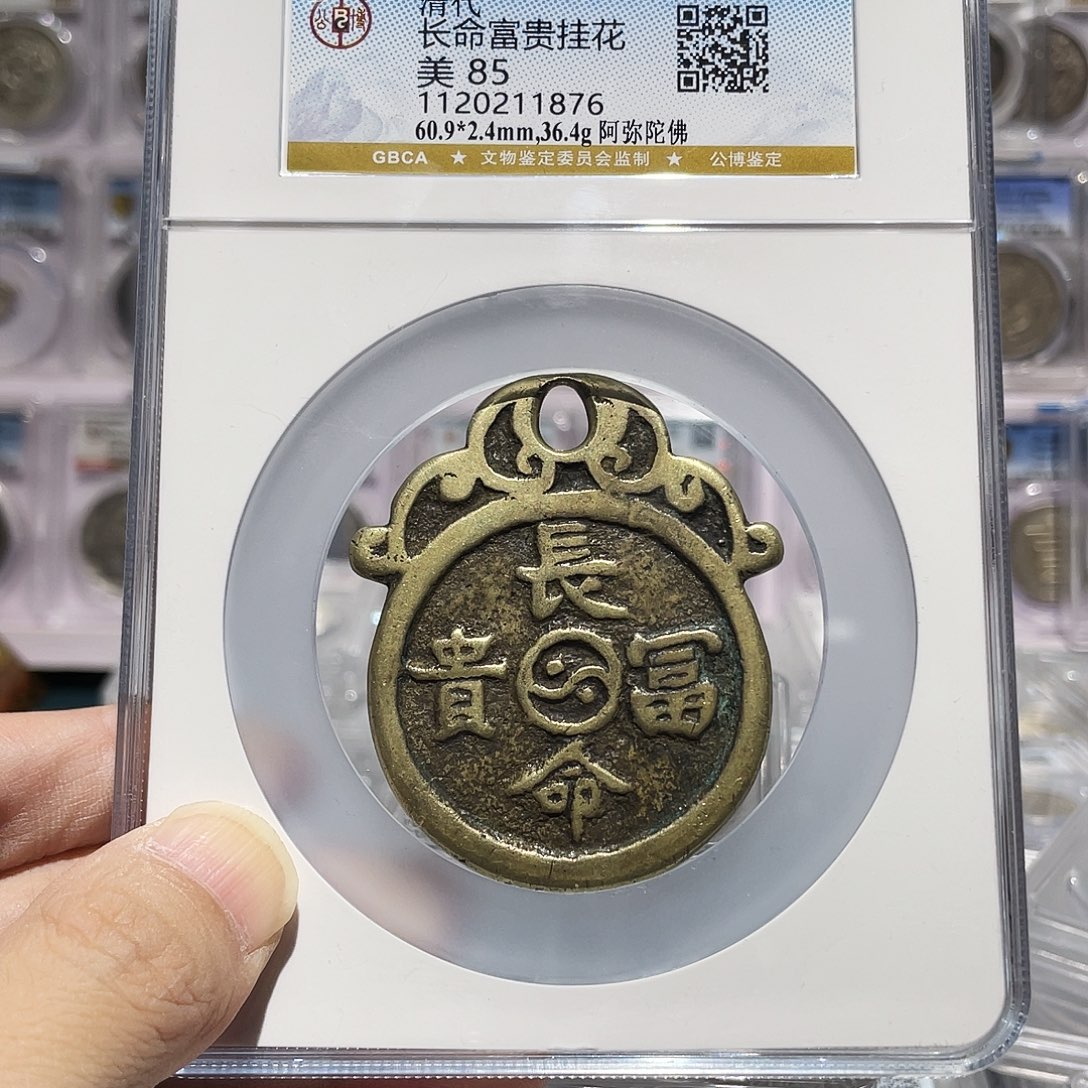 清代
长命富贵挂花
美 85
1120211876
60.9*2.4mm,36.4g 阿弥陀佛
GBCA ★ 文物鉴定委员会监制 ★ 公博鉴定
公 博
長命富貴